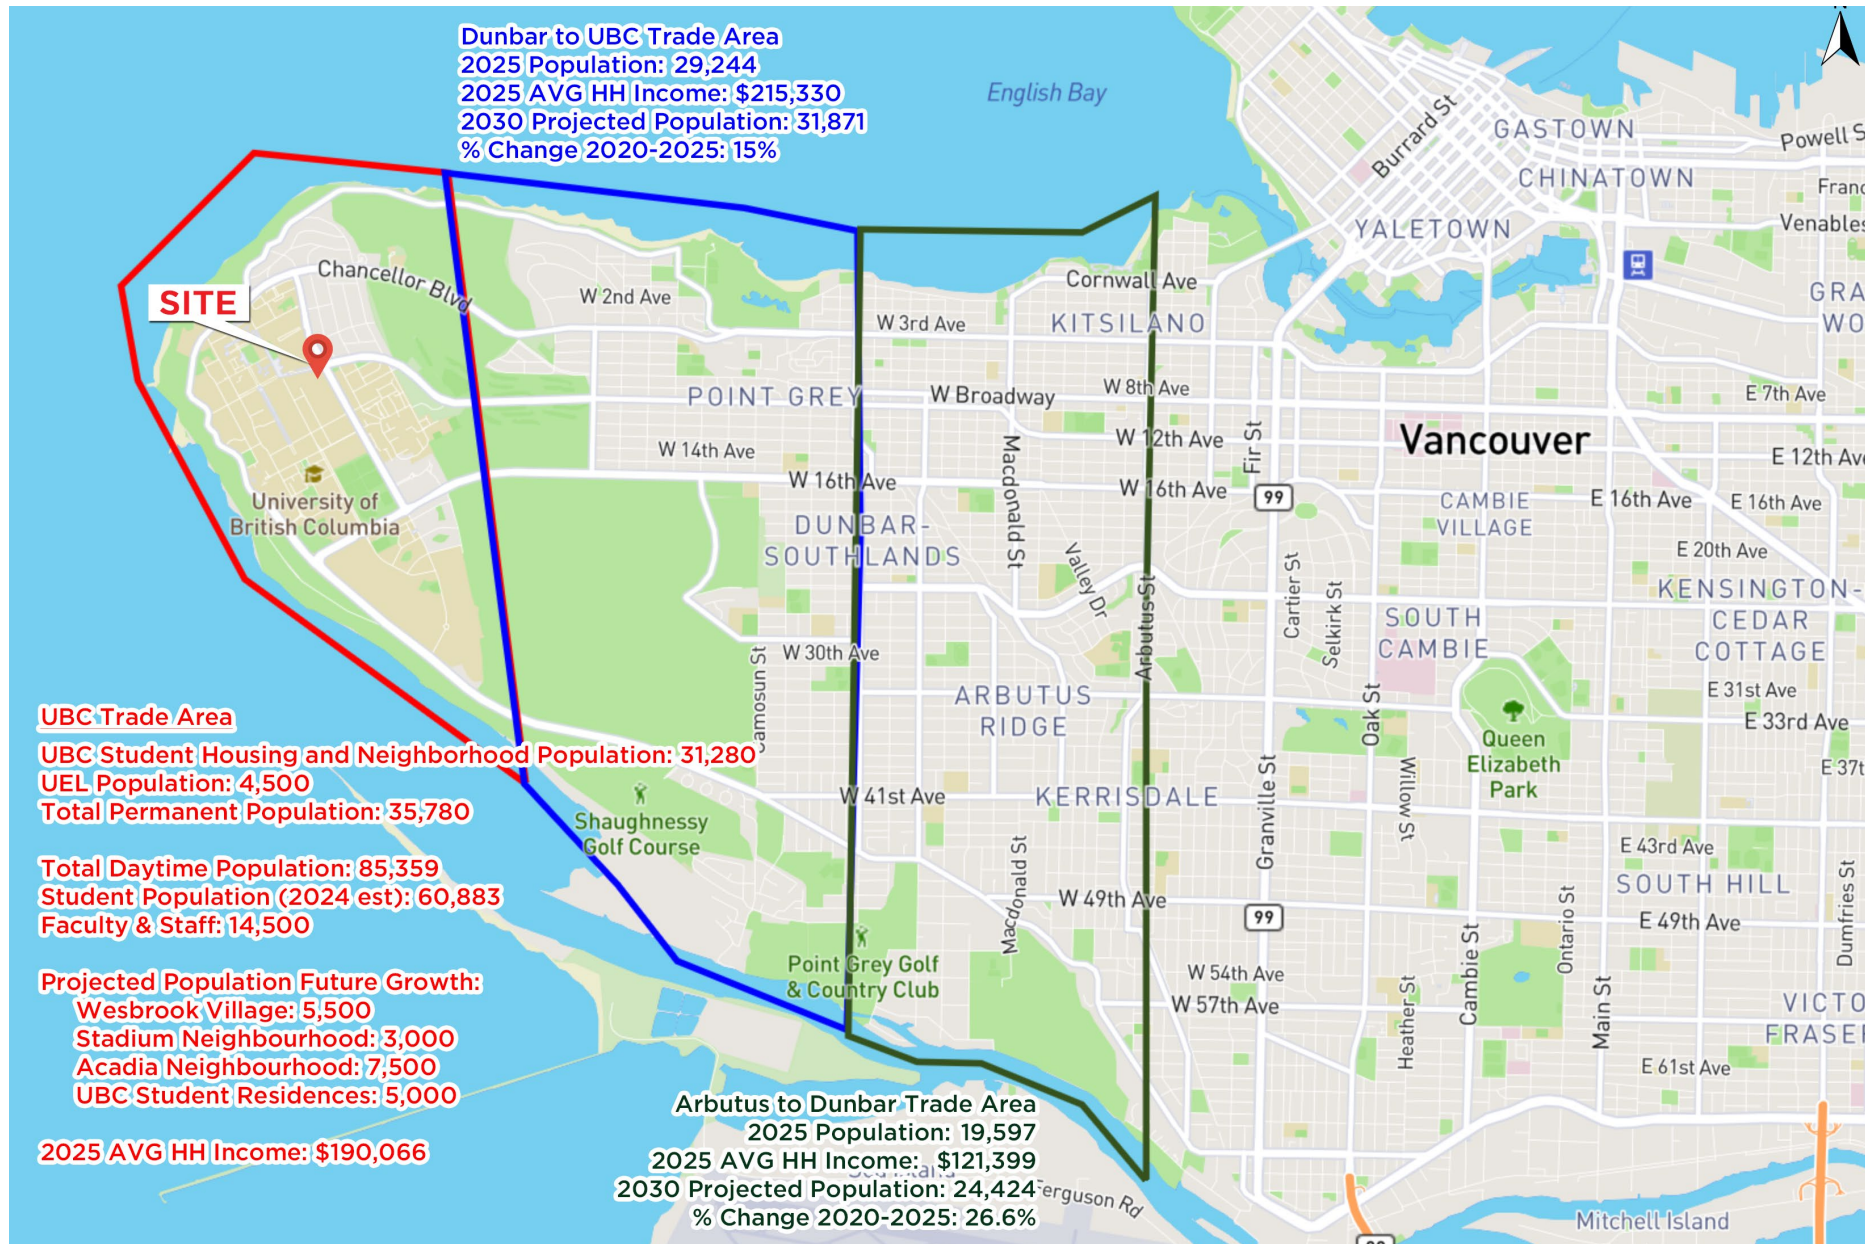 Dunbar to UBC Trade Area
2025 Population: 29,244
2025 AVG HH Income: $215,330
2030 Projected Population: 31,871
% Change 2020-2025: 15%
N
English Bay
Burrard St
GASTOWN
Powell S
CHINATOWN
Franc
Venables
YALETOWN
Chancellor Blvd
SITE
W 2nd Ave
Cornwall Ave
GRA
WO
W 3rd Ave
KITSILANO
POINT GREY
W Broadway
W 8th Ave
E 7th Ave
W 14th Ave
W 12th Ave
Macdonald St
Fir St
Vancouver
E 12th Ave
University of
British Columbia
W 16th Ave
W 16th Ave
99
CAMBIE
VILLAGE
E 16th Ave
E 16th Ave
DUNBAR-
SOUTHLANDS
Valley Dr
Arbutus St
Cartier St
Selkirk St
E 20th Ave
KENSINGTON-
CEDAR
COTTAGE
SOUTH
CAMBIE
W 30th Ave
Camosun St
ARBUTUS
RIDGE
Oak St
E 31st Ave
E 33rd Ave
Queen
Elizabeth
Park
E 37t
UBC Trade Area
UBC Student Housing and Neighborhood Population: 31,280
UEL Population: 4,500
Total Permanent Population: 35,780
W 41st Ave
KERRISDALE
Granville St
Willow St
Shaughnessy
Golf Course
Macdonald St
E 43rd Ave
SOUTH HILL
Dumfries St
Total Daytime Population: 85,359
Student Population (2024 est): 60,883
Faculty & Staff: 14,500
W 49th Ave
99
Ontario St
E 49th Ave
Cambie St
Point Grey Golf
& Country Club
W 54th Ave
W 57th Ave
Heather St
Main St
VICTO
FRASER
Projected Population Future Growth:
Wesbrook Village: 5,500
Stadium Neighbourhood: 3,000
Acadia Neighbourhood: 7,500
UBC Student Residences: 5,000
E 61st Ave
2025 AVG HH Income: $190,066
Arbutus to Dunbar Trade Area
2025 Population: 19,597
2025 AVG HH Income: $121,399
2030 Projected Population: 24,424
% Change 2020-2025: 26.6%
Ferguson Rd
Mitchell Island